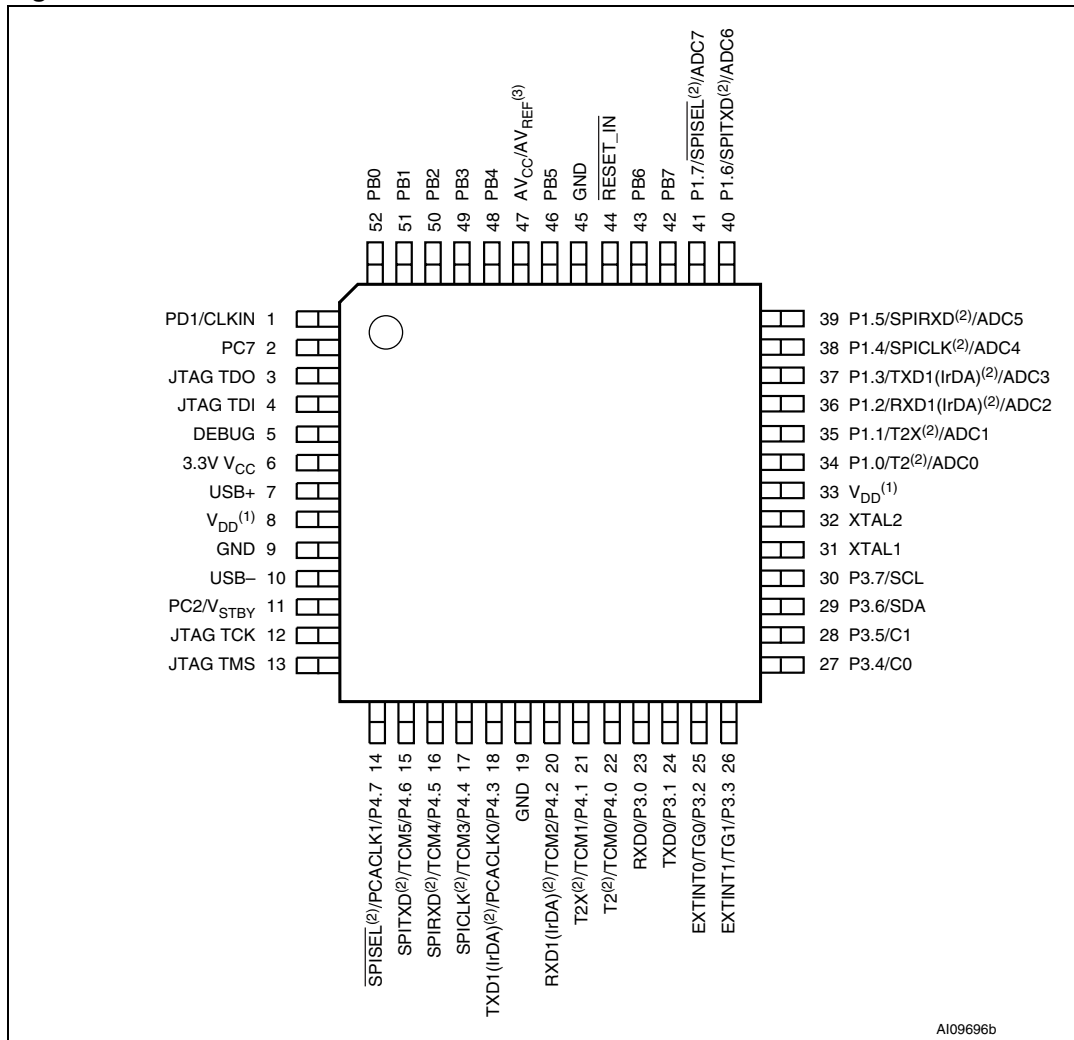 52 PB0
51 PB1
50 PB2
49 PB3
48 PB4
47 AVCC/AVREF(3)
46 PB5
45 GND
44 RESET_IN
43 PB6
42 PB7
41 P1.7/SPISEL(2)/ADC7
40 P1.6/SPITXD(2)/ADC6
PD1/CLKIN 1
PC7 2
JTAG TDO 3
JTAG TDI 4
DEBUG 5
3.3V VCC 6
USB+ 7
VDD(1) 8
GND 9
USB– 10
PC2/VSTBY 11
JTAG TCK 12
JTAG TMS 13
39 P1.5/SPIRXD(2)/ADC5
38 P1.4/SPICLK(2)/ADC4
37 P1.3/TXD1(IrDA)(2)/ADC3
36 P1.2/RXD1(IrDA)(2)/ADC2
35 P1.1/T2X(2)/ADC1
34 P1.0/T2(2)/ADC0
33 VDD(1)
32 XTAL2
31 XTAL1
30 P3.7/SCL
29 P3.6/SDA
28 P3.5/C1
27 P3.4/C0
SPISEL(2)/PCACLK1/P4.7 14
SPITXD(2)/TCM5/P4.6 15
SPIRXD(2)/TCM4/P4.5 16
SPICLK(2)/TCM3/P4.4 17
TXD1(IrDA)(2)/PCACLK0/P4.3 18
GND 19
RXD1(IrDA)(2)/TCM2/P4.2 20
T2X(2)/TCM1/P4.1 21
T2(2)/TCM0/P4.0 22
RXD0/P3.0 23
TXD0/P3.1 24
EXTINT0/TG0/P3.2 25
EXTINT1/TG1/P3.3 26
AI09696b